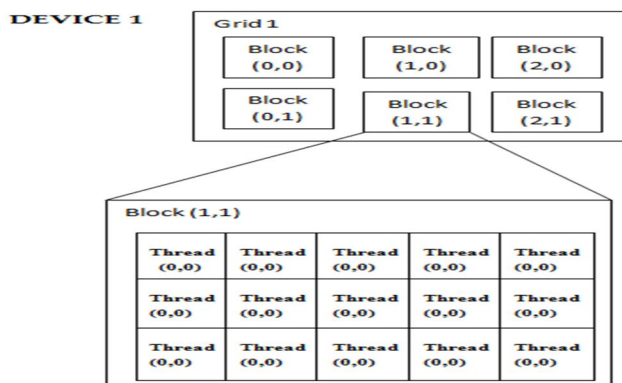 DEVICE 1
Grid 1
Block Block Block
(0,0) (1,0) (2,0)
Block Block Block
(0,1) (1,1) (2,1)
Block (1,1)
Thread Thread Thread Thread Thread
(0,0) (0,0) (0,0) (0,0) (0,0)
Thread Thread Thread Thread Thread
(0,0) (0,0) (0,0) (0,0) (0,0)
Thread Thread Thread Thread Thread
(0,0) (0,0) (0,0) (0,0) (0,0)